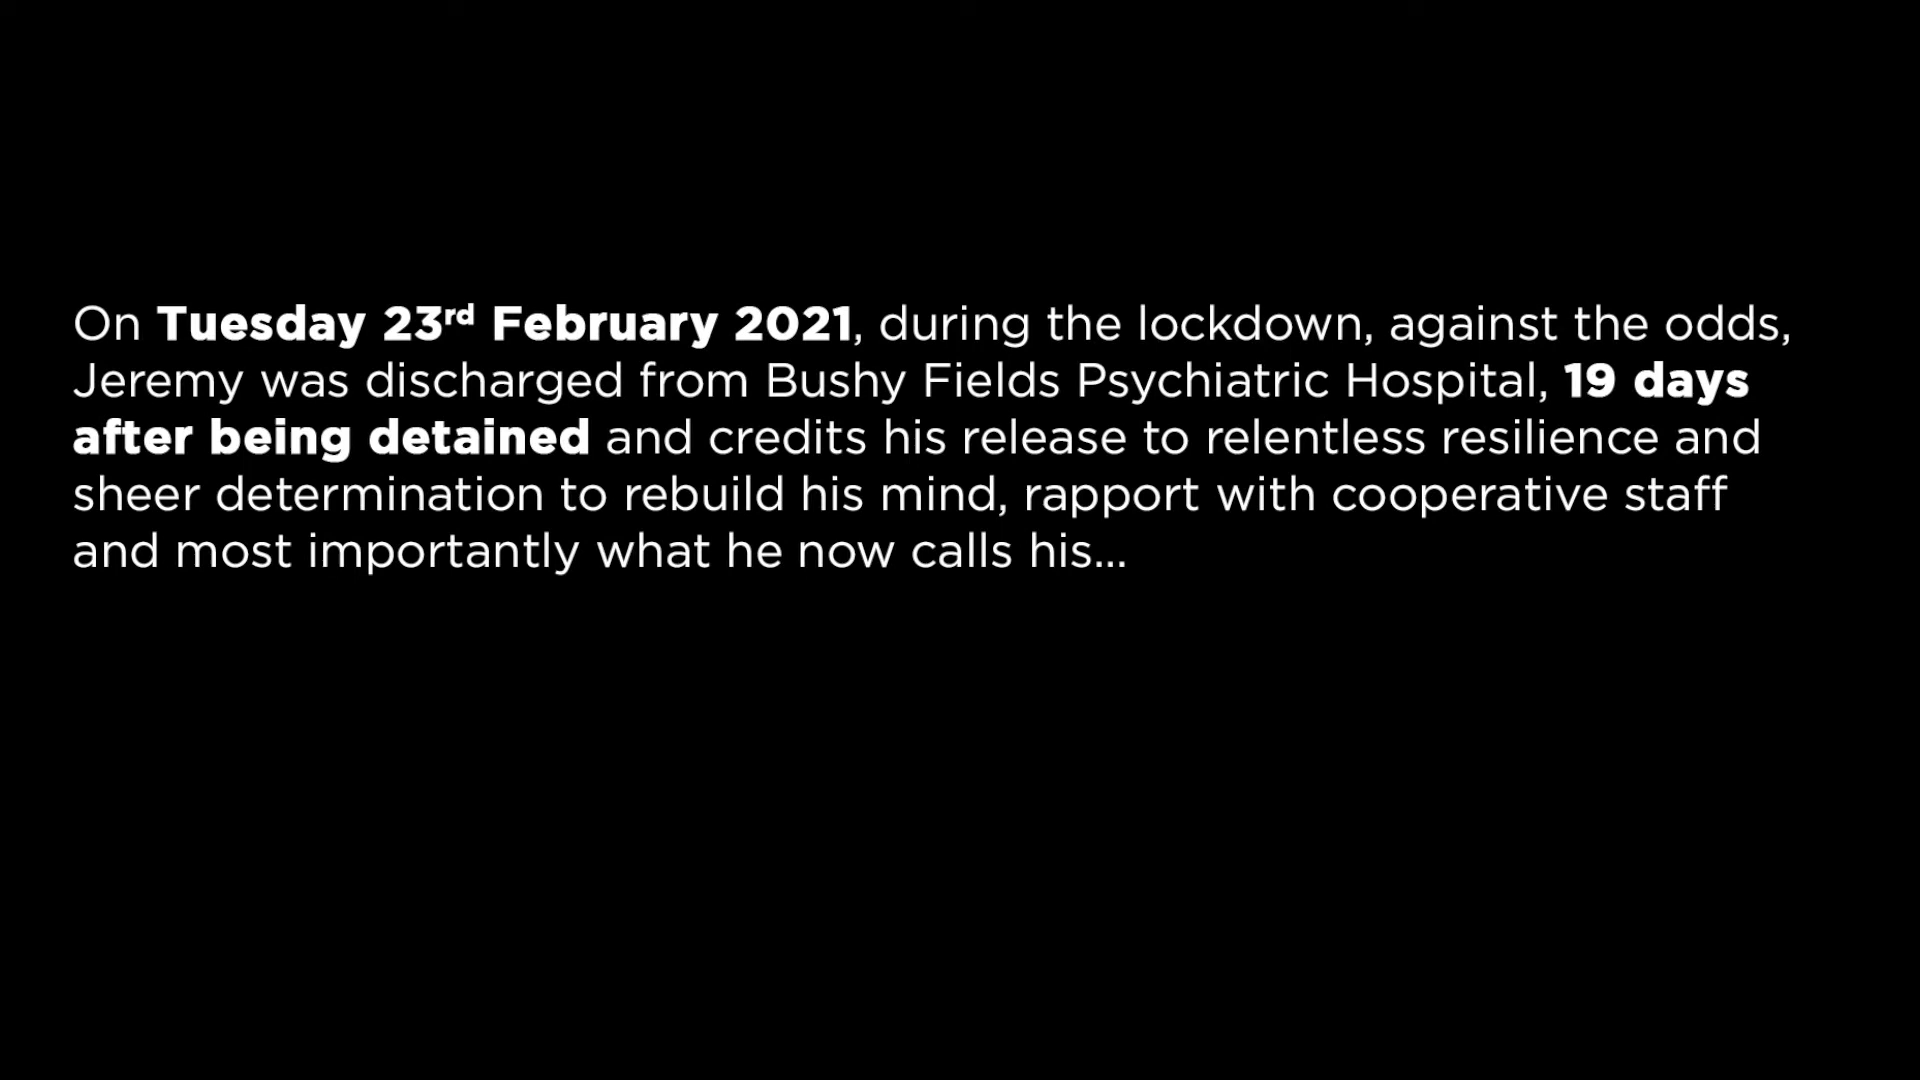 On Tuesday 23rd February 2021, during the lockdown, against the odds,
Jeremy was discharged from Bushy Fields Psychiatric Hospital, 19 days
after being detained and credits his release to relentless resilience and
sheer determination to rebuild his mind, rapport with cooperative staff
and most importantly what he now calls his...